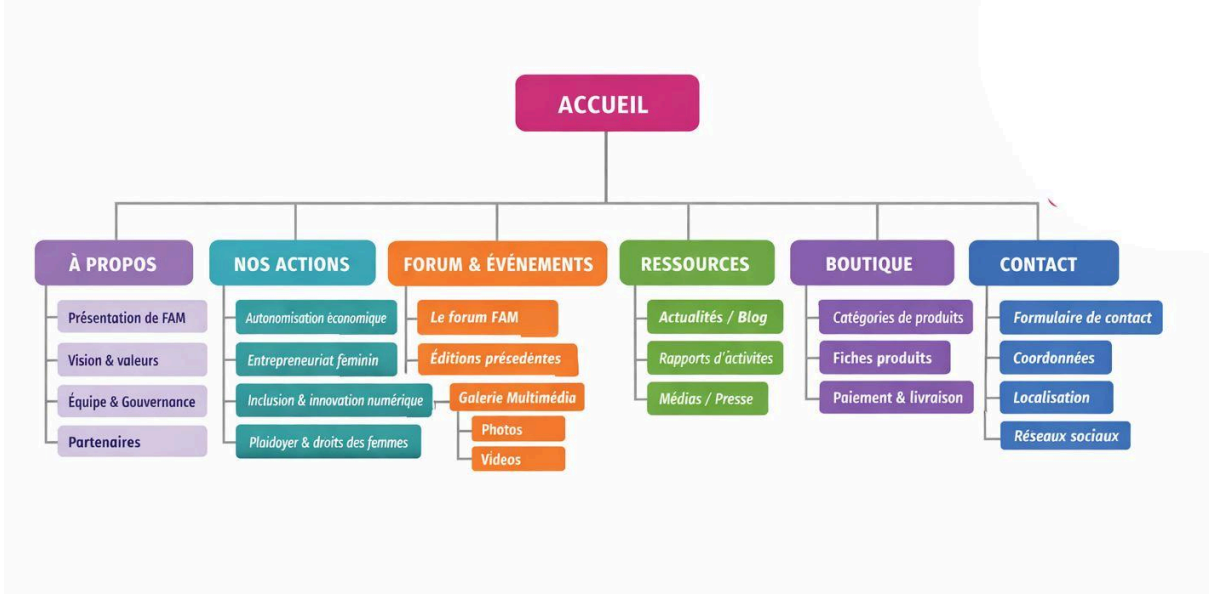 ACCUEIL
À PROPOS
Présentation de FAM
Vision & valeurs
Équipe & Gouvernance
Partenaires
NOS ACTIONS
Autonomisation économique
Entrepreneuriat feminin
Inclusion & innovation numérique
Plaidoyer & droits des femmes
FORUM & ÉVÉNEMENTS
Le forum FAM
Éditions présedèntes
Galerie Multimédia
Photos
Videos
RESSOURCES
Actualités / Blog
Rapports d'activites
Médias / Presse
BOUTIQUE
Catégories de produits
Fiches produits
Paiement & livraison
CONTACT
Formulaire de contact
Coordonnées
Localisation
Réseaux sociaux